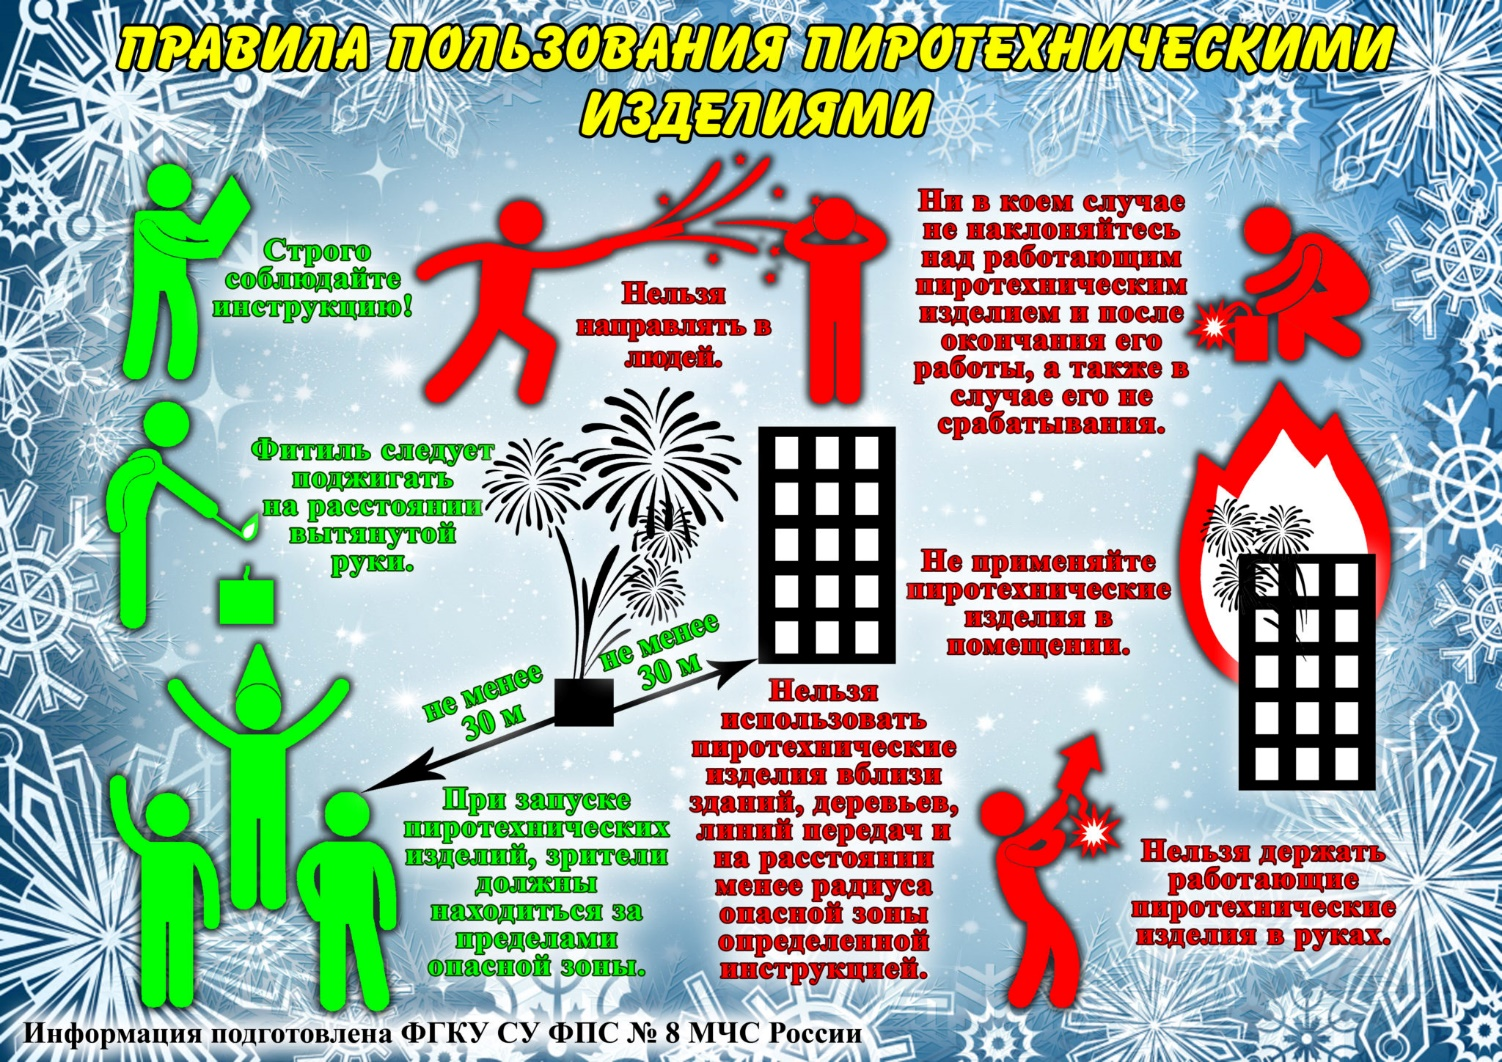 ПРАВИЛА ПОЛЬЗОВАНИЯ ПИРОТЕХНИЧЕСКИМИ
ИЗДЕЛИЯМИ
Строго
соблюдайте
инструкцию!
Нельзя
направлять в
людей.
Ни в коем случае
не наклоняйтесь
над работающим
пиротехническим
изделием и после
окончания его
работы, а также в
случае его не
срабатывания.
Фитиль следует
поджигать
на расстоянии
вытянутой
руки.
Не применяйте
пиротехнические
изделия в
помещении.
не менее
30 м
не менее
30 м
При запуске
пиротехнических
изделий, зрители
должны
находиться за
пределами
опасной зоны.
Нельзя
использовать
пиротехнические
изделия вблизи
зданий, деревьев,
линий передач и
на расстоянии
менее радиуса
опасной зоны
определенной
инструкцией.
Нельзя держать
работающие
пиротехнические
изделия в руках.
Информация подготовлена ФГКУ СУ ФПС № 8 МЧС России